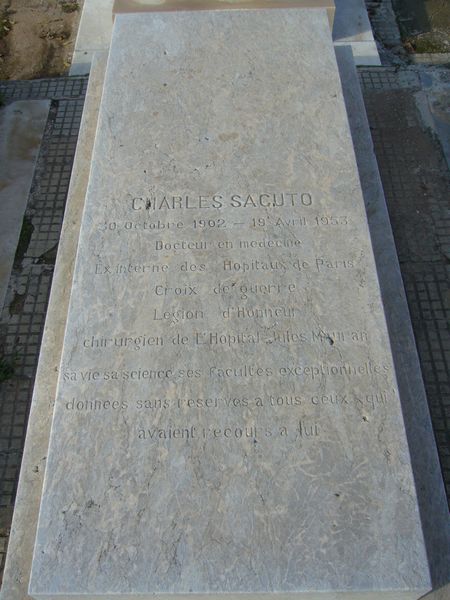 CHARLES SAGUTO
30 Octobre 1902 - 19 Avril 1953
Docteur en medecine
Ex interne des Hopitaux de Paris
Croix de guerre
Legion d'Honneur
chirurgien de L'Hopital Jules Mauran
sa vie sa science ses facultes exceptionnelles
donnees sans reserves a tous ceux qui
avaient recours a lui